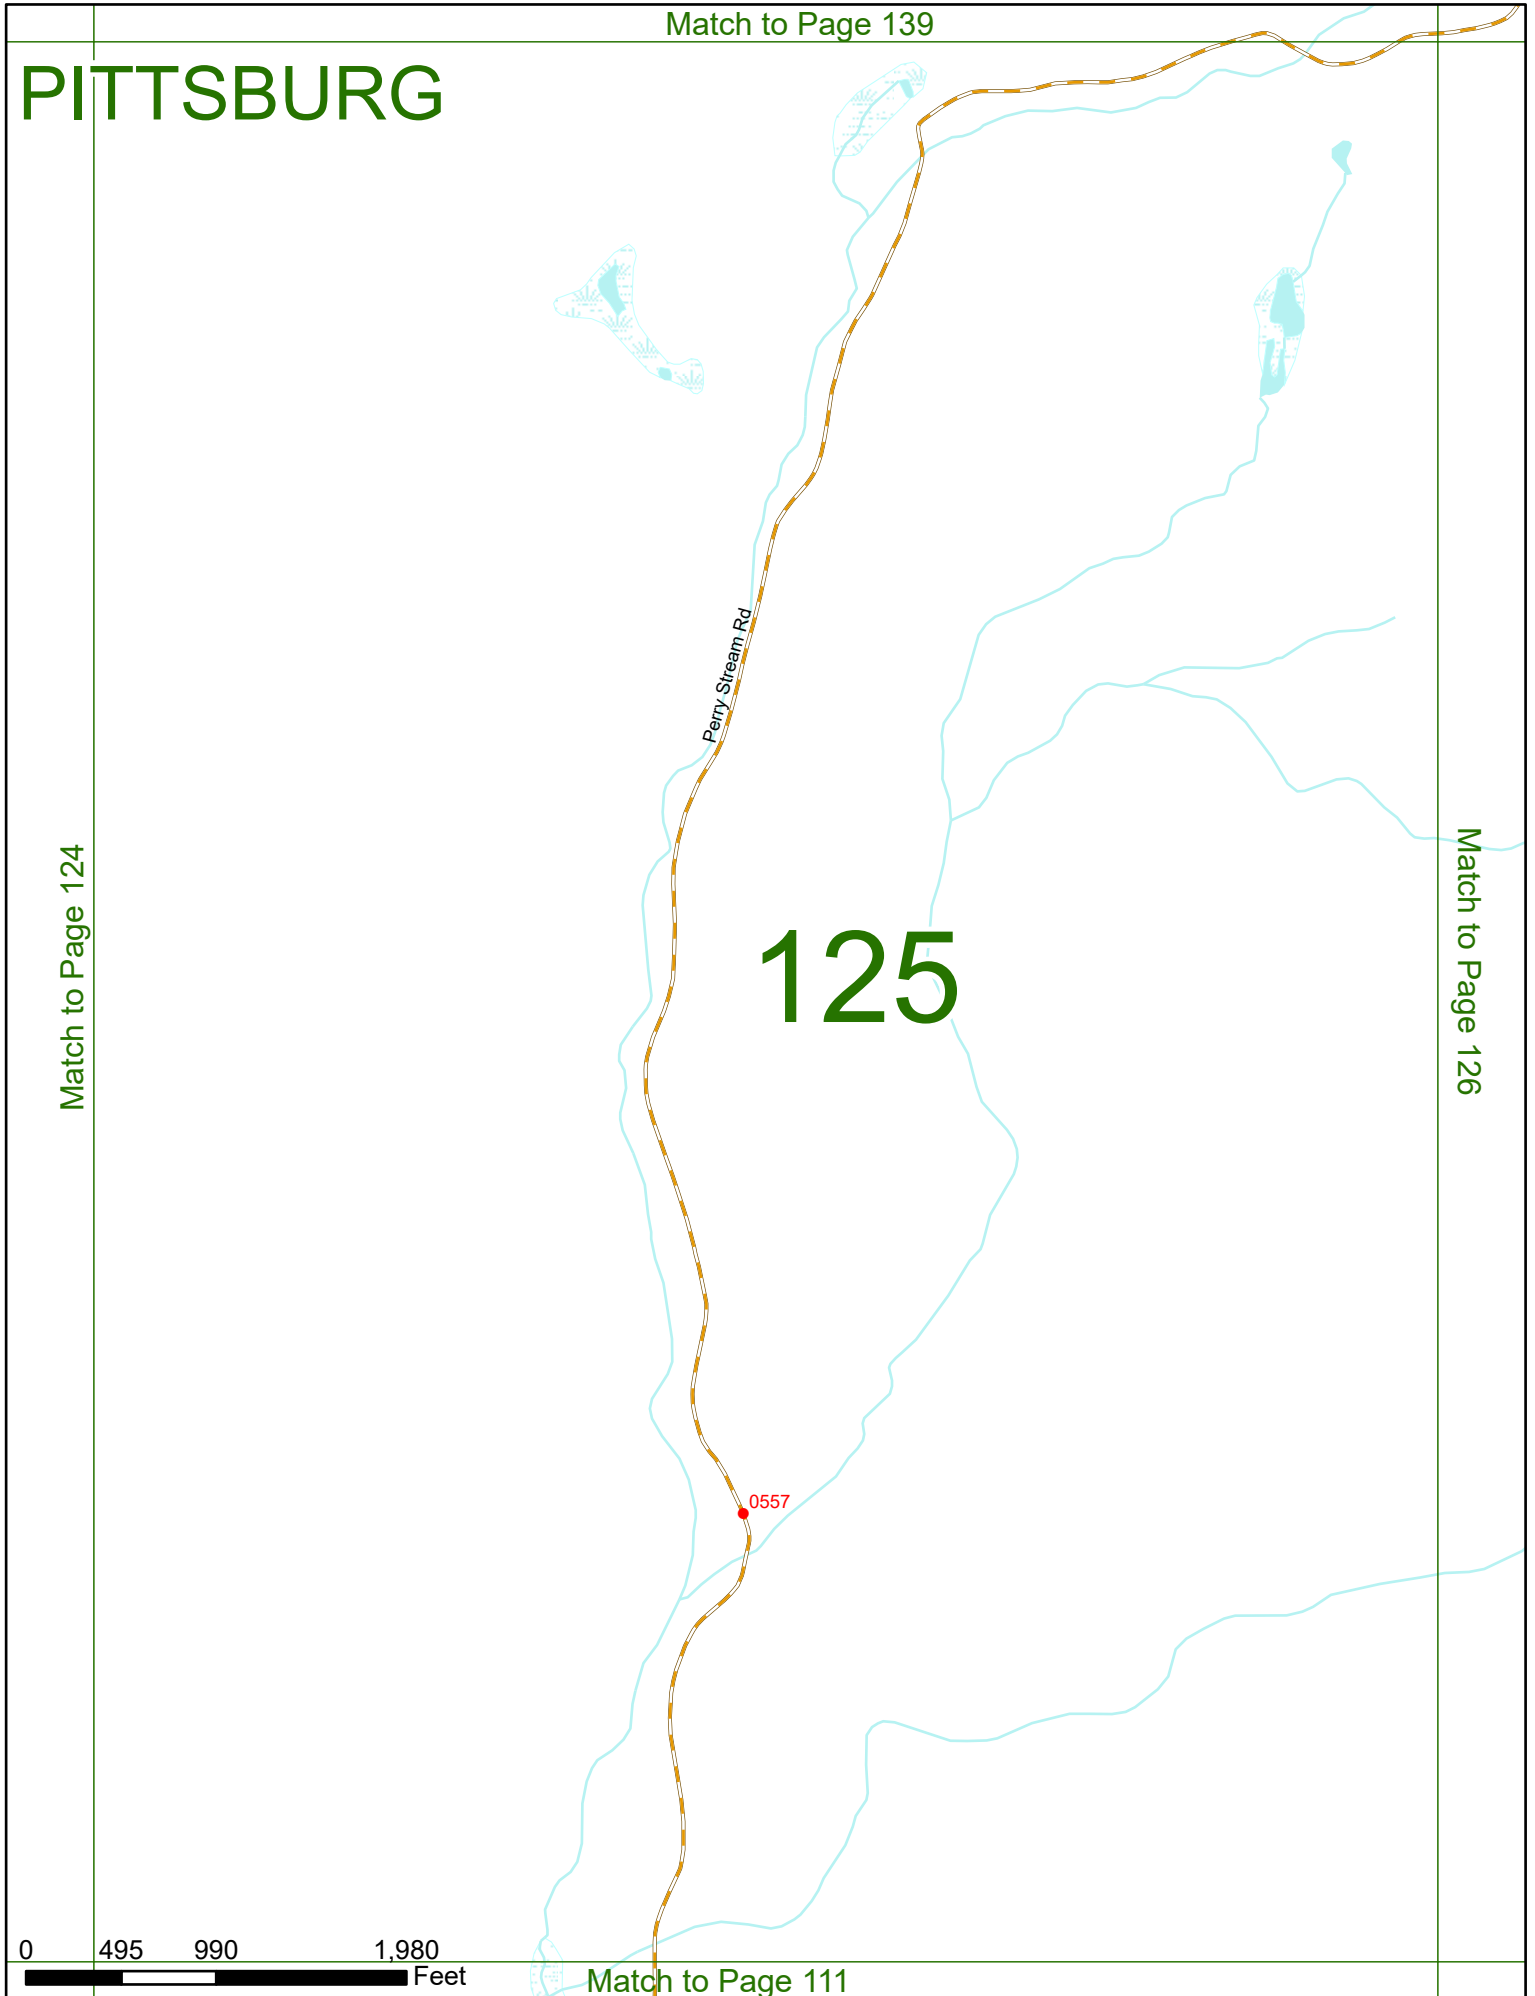 Match to Page 139
PITTSBURG
Perry Stream Rd
Match to Page 124
Match to Page 126
125
0557
0 495 990 1,980
Feet
Match to Page 111